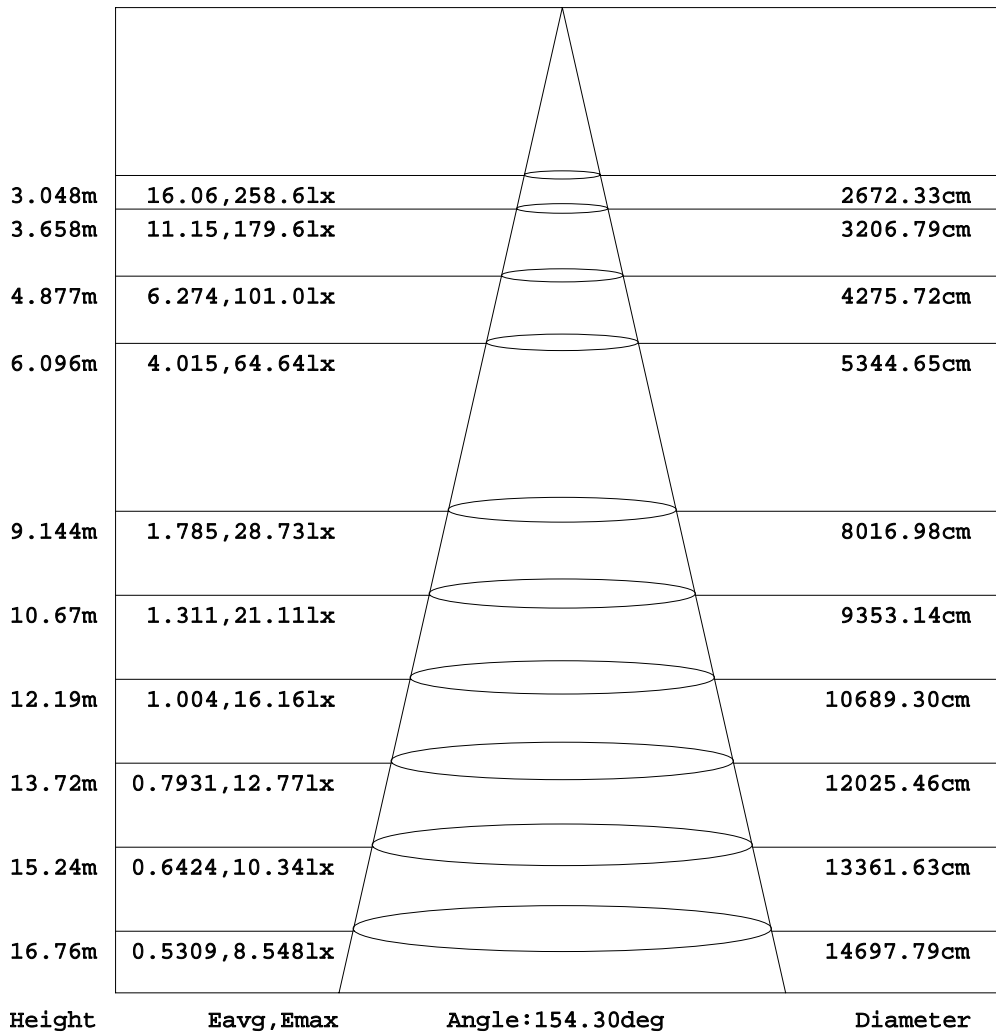 3.048m 16.06,258.6lx 2672.33cm
3.658m 11.15,179.6lx 3206.79cm
4.877m 6.274,101.0lx 4275.72cm
6.096m 4.015,64.64lx 5344.65cm
9.144m 1.785,28.73lx 8016.98cm
10.67m 1.311,21.11lx 9353.14cm
12.19m 1.004,16.16lx 10689.30cm
13.72m 0.7931,12.77lx 12025.46cm
15.24m 0.6424,10.34lx 13361.63cm
16.76m 0.5309,8.548lx 14697.79cm
Height Eavg,Emax Angle:154.30deg Diameter